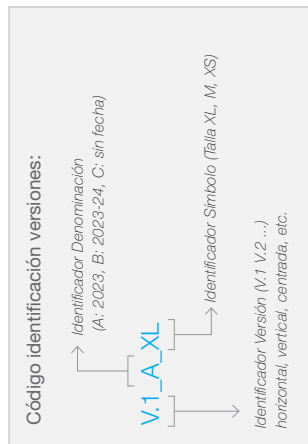 Código identificación versiones:
Identificador Denominación
(A: 2023, B: 2023-24, C: sin fecha)
V.1_A_XL
Identificador Símbolo (Talla XL, M, XS)
Identificador Versión (V.1 V.2 ...)
horizontal, vertical, centrada, etc.